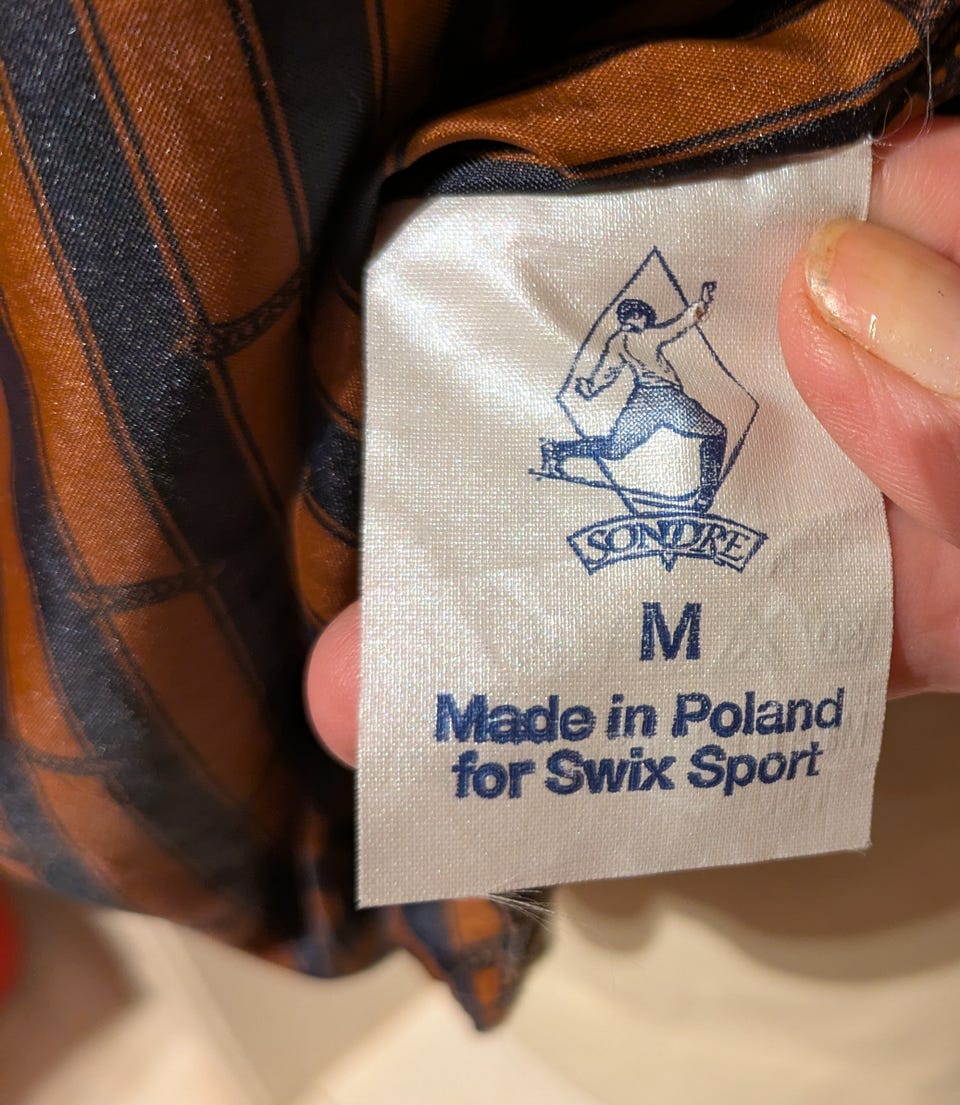 SONDRE
M
Made in Poland
for Swix Sport